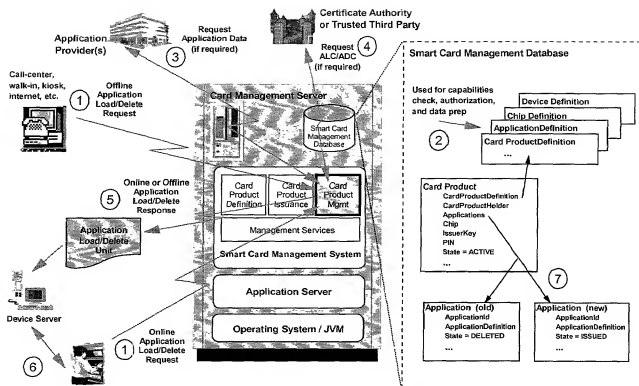 Application
Provider(s)
3
Request
Application Data
(if required)
Certificate Authority
or Trusted Third Party
Request
ALC/ADC
(if required)
4
Call-center,
walk-in, kiosk,
internet, etc.
1
Offline
Application
Load/Delete
Request
Card Management Server
Smart Card
Management
Database
Card
Product
Definition
Card
Product
Issuance
Card
Product
Mgmt
Management Services
Smart Card Management System
Application Server
Operating System / JVM
5
Online or Offline
Application
Load/Delete
Response
Application
Load/Delete
Unit
Device Server
6
1
Online
Application
Load/Delete
Request
Smart Card Management Database
Used for capabilities
check, authorization,
and data prep
2
Device Definition
Chip Definition
ApplicationDefinition
Card ProductDefinition
...
Card Product
CardProductDefinition
CardProductHolder
Applications
Chip
IssuerKey
PIN
State = ACTIVE
...
7
Application (old)
ApplicationId
ApplicationDefinition
State = DELETED
...
Application (new)
ApplicationId
ApplicationDefinition
State = ISSUED
...